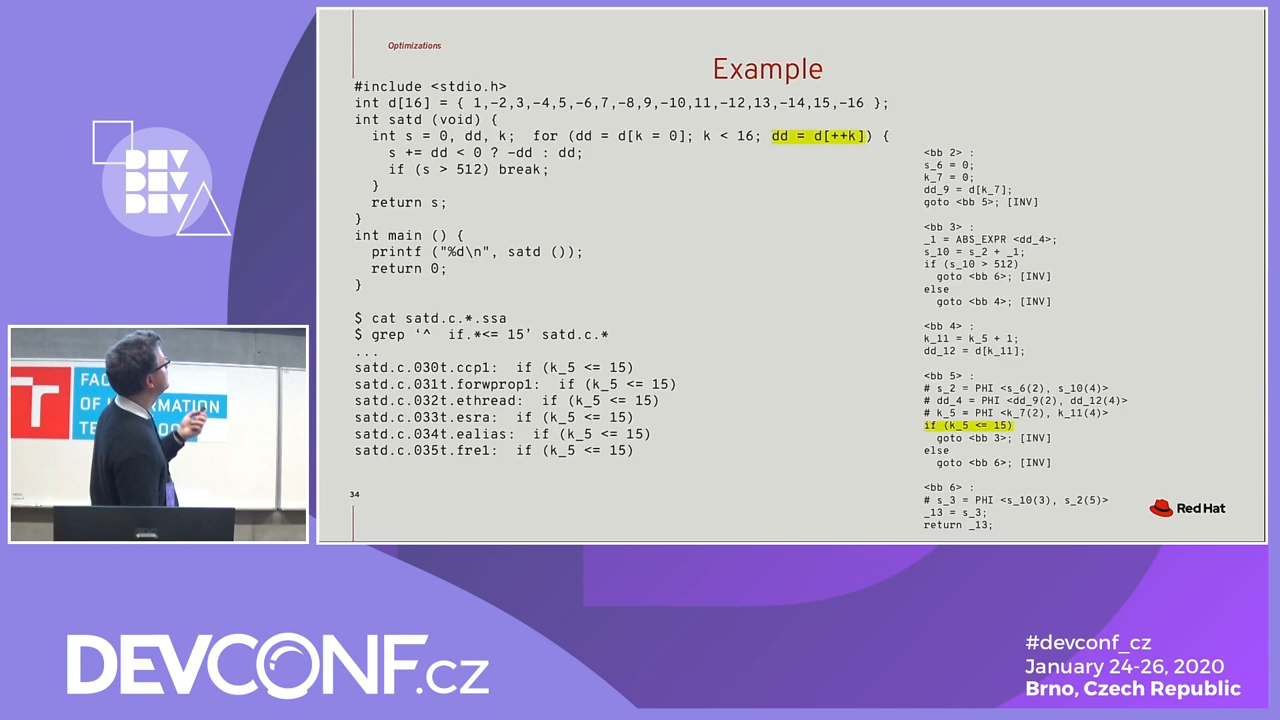 Optimizations
Example
#include <stdio.h>
int d[16] = { 1,-2,3,-4,5,-6,7,-8,9,-10,11,-12,13,-14,15,-16 };
int satd (void) {
  int s = 0, dd, k;  for (dd = d[k = 0]; k < 16; dd = d[++k]) {
    s += dd < 0 ? -dd : dd;
    if (s > 512) break;
  }
  return s;
}
int main () {
  printf ("%d\n", satd ());
  return 0;
}
$ cat satd.c.*.ssa
$ grep ‘^  if.*<= 15’ satd.c.*
...
satd.c.030t.ccp1:  if (k_5 <= 15)
satd.c.031t.forwprop1:  if (k_5 <= 15)
satd.c.032t.ethread:  if (k_5 <= 15)
satd.c.033t.esra:  if (k_5 <= 15)
satd.c.034t.ealias:  if (k_5 <= 15)
satd.c.035t.fre1:  if (k_5 <= 15)
<bb 2> :
s_6 = 0;
k_7 = 0;
dd_9 = d[k_7];
goto <bb 5>; [INV]
<bb 3> :
_1 = ABS_EXPR <dd_4>;
s_10 = s_2 + _1;
if (s_10 > 512)
  goto <bb 6>; [INV]
else
  goto <bb 4>; [INV]
<bb 4> :
k_11 = k_5 + 1;
dd_12 = d[k_11];
<bb 5> :
# s_2 = PHI <s_6(2), s_10(4)>
# dd_4 = PHI <dd_9(2), dd_12(4)>
# k_5 = PHI <k_7(2), k_11(4)>
if (k_5 <= 15)
  goto <bb 3>; [INV]
else
  goto <bb 6>; [INV]
<bb 6> :
# s_3 = PHI <s_10(3), s_2(5)>
_13 = s_3;
return _13;
34
Red Hat
DEV
DEV
DEV
FAC
OF INFORMATION
DEVCONF.cz
#devconf_cz
January 24-26, 2020
Brno, Czech Republic